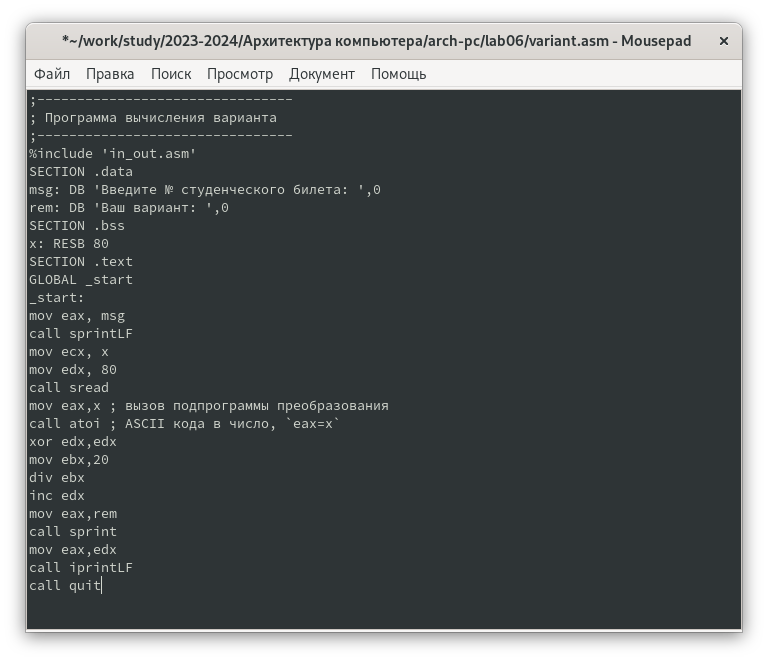 *~/work/study/2023-2024/Архитектура компьютера/arch-pc/lab06/variant.asm - Mousepad ×
Файл Правка Поиск Просмотр Документ Помощь
;--------------------------------
; Программа вычисления варианта
;--------------------------------
%include 'in_out.asm'
SECTION .data
msg: DB 'Введите № студенческого билета: ',0
rem: DB 'Ваш вариант: ',0
SECTION .bss
x: RESB 80
SECTION .text
GLOBAL _start
_start:
mov eax, msg
call sprintLF
mov ecx, x
mov edx, 80
call sread
mov eax,x ; вызов подпрограммы преобразования
call atoi ; ASCII кода в число, `eax=x`
xor edx,edx
mov ebx,20
div ebx
inc edx
mov eax,rem
call sprint
mov eax,edx
call iprintLF
call quit